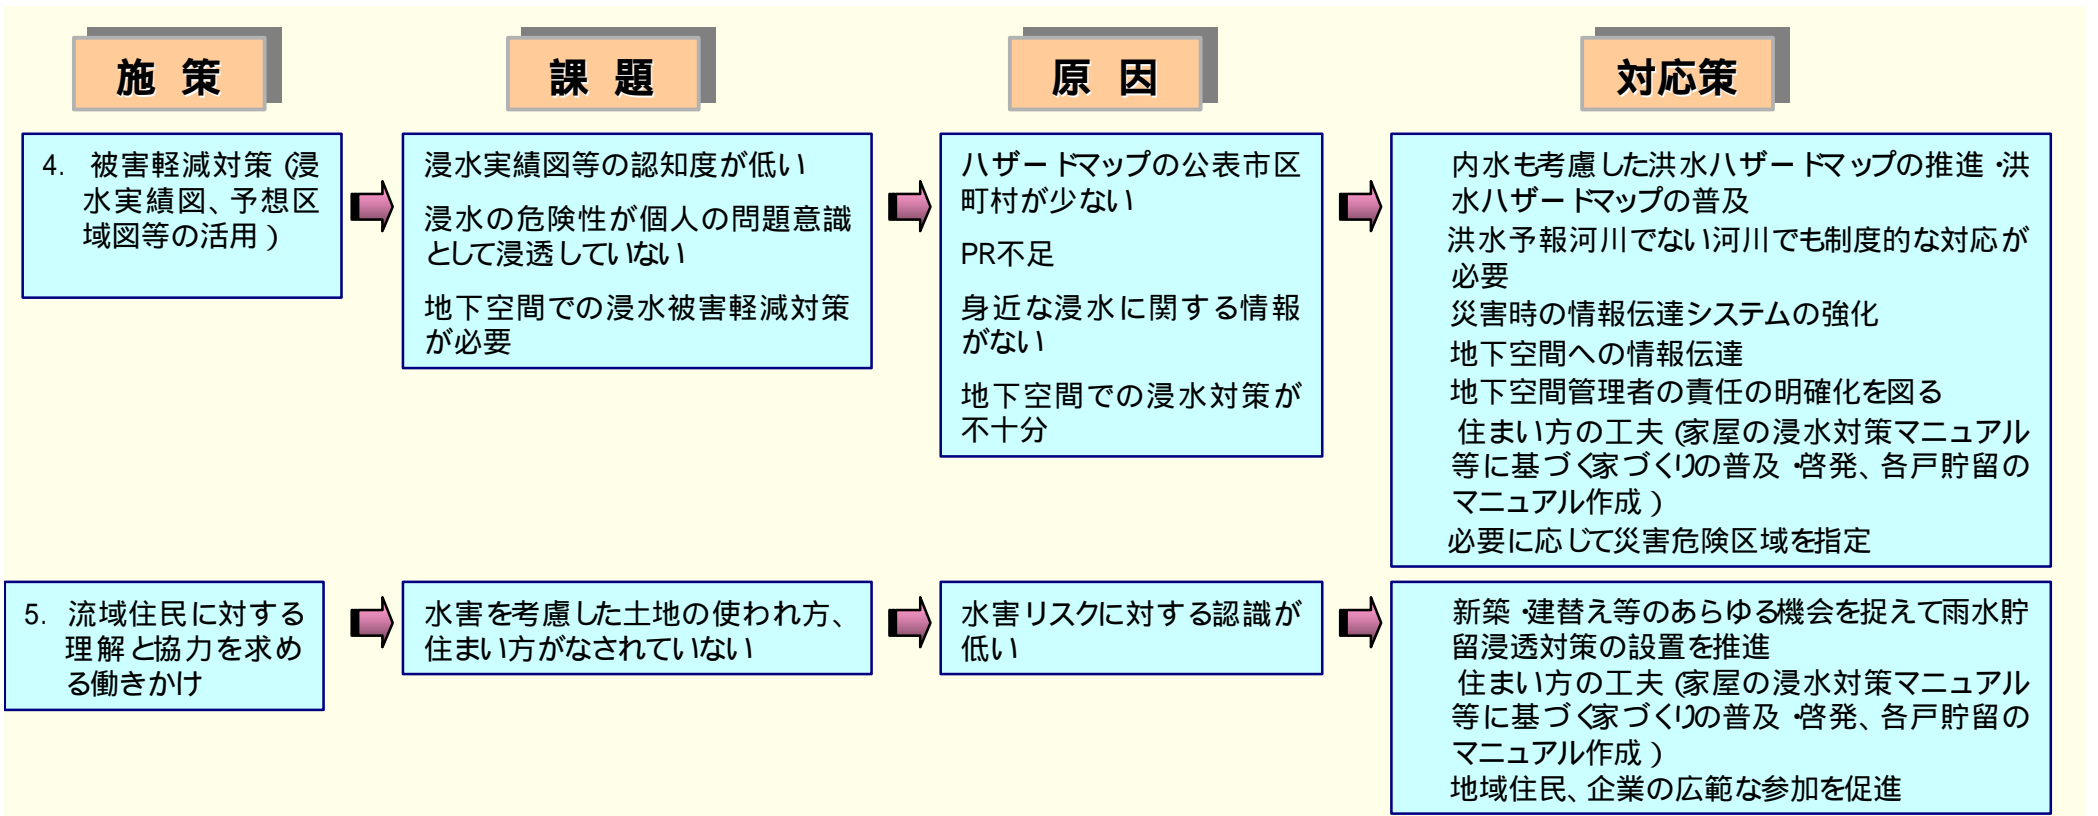 施 策
課 題
原 因
対応策
4. 被害軽減対策（浸
水実績図、予想区
域図等の活用）
浸水実績図等の認知度が低い
浸水の危険性が個人の問題意識
として浸透していない
地下空間での浸水被害軽減対策
が必要
ハザードマップの公表市区
町村が少ない
PR不足
身近な浸水に関する情報
がない
地下空間での浸水対策が
不十分
内水も考慮した洪水ハザードマップの推進・洪
水ハザードマップの普及
洪水予報河川でない河川でも制度的な対応が
必要
災害時の情報伝達システムの強化
地下空間への情報伝達
地下空間管理者の責任の明確化を図る
住まい方の工夫（家屋の浸水対策マニュアル
等に基づく家づくりの普及・啓発、各戸貯留の
マニュアル作成）
必要に応じて災害危険区域を指定
5. 流域住民に対する
理解と協力を求め
る働きかけ
水害を考慮した土地の使われ方、
住まい方がなされていない
水害リスクに対する認識が
低い
新築・建替え等のあらゆる機会を捉えて雨水貯
留浸透対策の設置を推進
住まい方の工夫（家屋の浸水対策マニュアル
等に基づく家づくりの普及・啓発、各戸貯留の
マニュアル作成）
地域住民、企業の広範な参加を促進